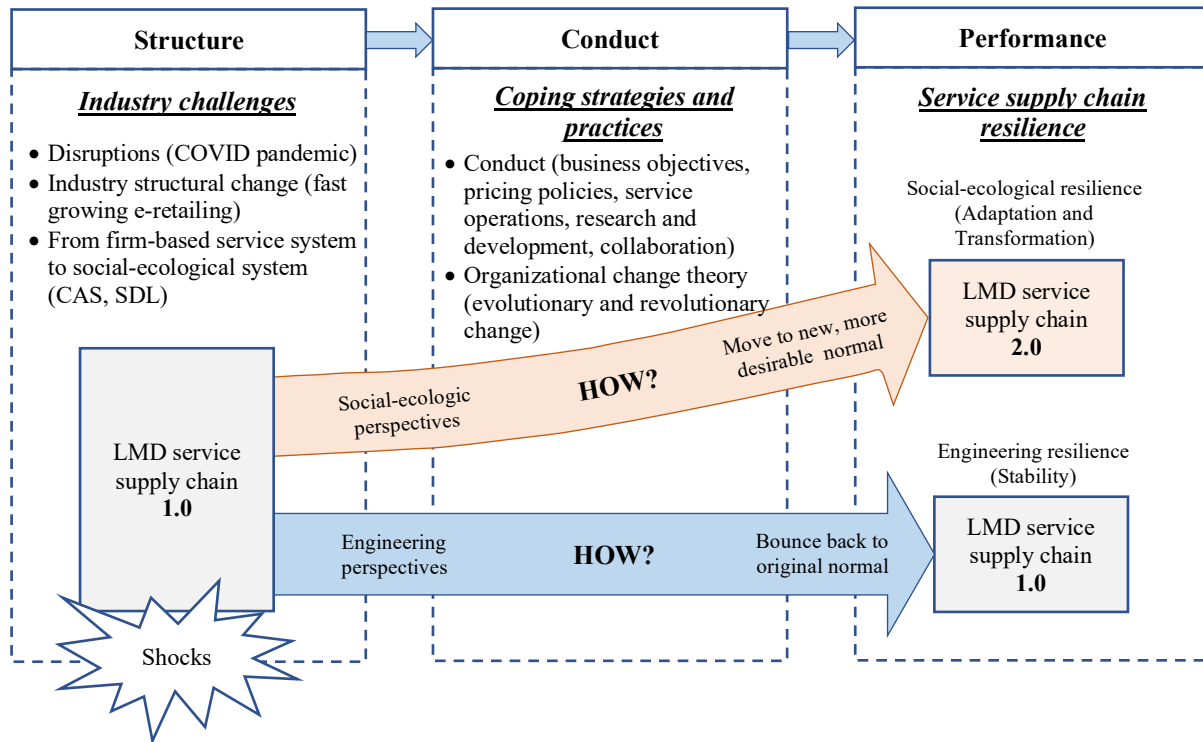 Structure
Conduct
Performance
Industry challenges
• Disruptions (COVID pandemic)
• Industry structural change (fast
growing e-retailing)
• From firm-based service system
to social-ecological system
(CAS, SDL)
Coping strategies and
practices
• Conduct (business objectives,
pricing policies, service
operations, research and
development, collaboration)
• Organizational change theory
(evolutionary and revolutionary
change)
Service supply chain
resilience
Social-ecological resilience
(Adaptation and
Transformation)
LMD service
supply chain
2.0
Move to new, more
desirable normal
HOW?
Social-ecologic
perspectives
LMD service
supply chain
1.0
Engineering
perspectives
HOW?
Bounce back to
original normal
Engineering resilience
(Stability)
LMD service
supply chain
1.0
Shocks